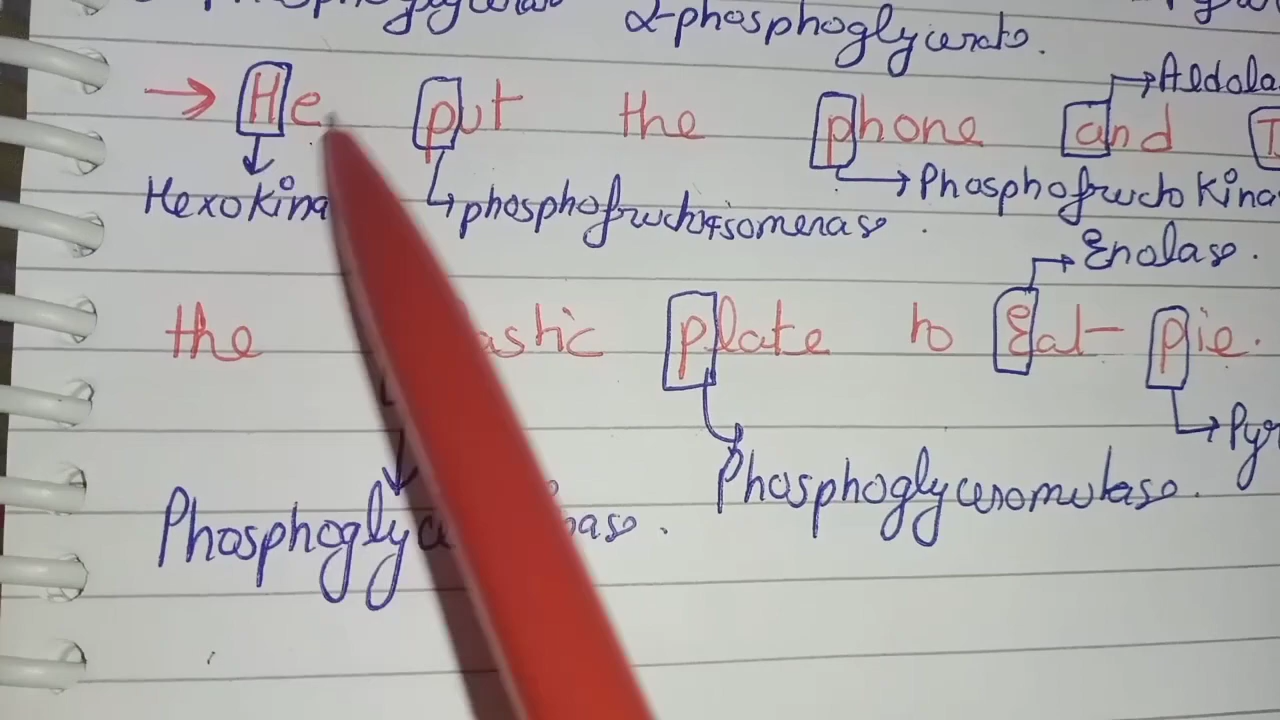 α-phosphoglycerate.
→ He put the phone and
Aldola
Hexokina
phosphofructoisomerase.
Phosphofructokina
Enolase.
the astic plate to Eat pie.
Phosphoglyceromutase.
Phosphogly ase.